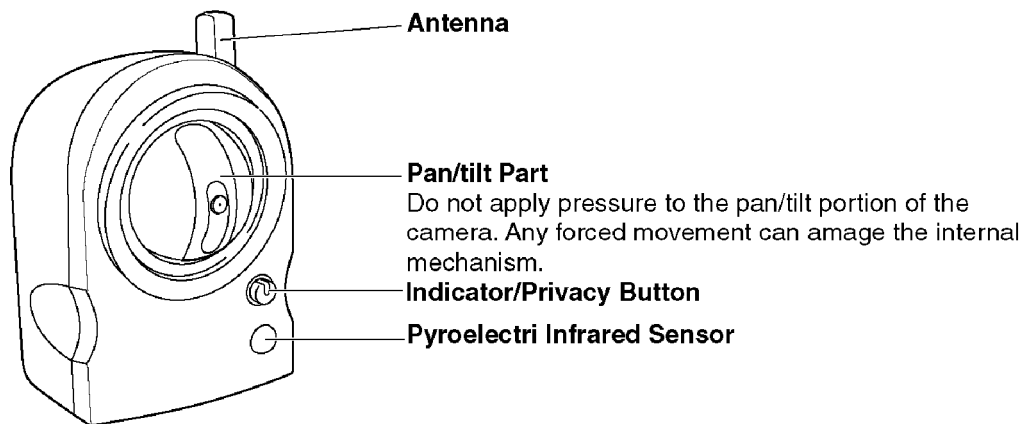 Antenna
Pan/tilt Part
Do not apply pressure to the pan/tilt portion of the
camera. Any forced movement can amage the internal
mechanism.
Indicator/Privacy Button
Pyroelectri Infrared Sensor